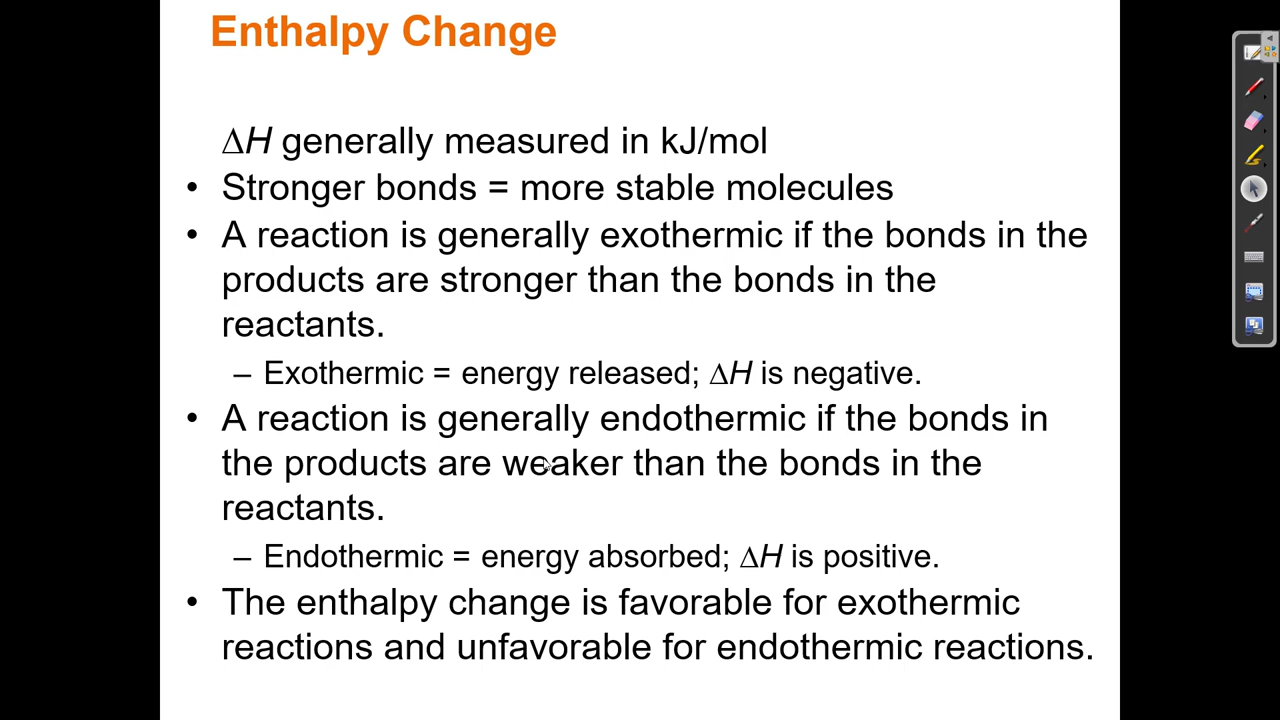 Enthalpy Change
∆H generally measured in kJ/mol
• Stronger bonds = more stable molecules
• A reaction is generally exothermic if the bonds in the
products are stronger than the bonds in the
reactants.
– Exothermic = energy released; ∆H is negative.
• A reaction is generally endothermic if the bonds in
the products are weaker than the bonds in the
reactants.
– Endothermic = energy absorbed; ∆H is positive.
• The enthalpy change is favorable for exothermic
reactions and unfavorable for endothermic reactions.